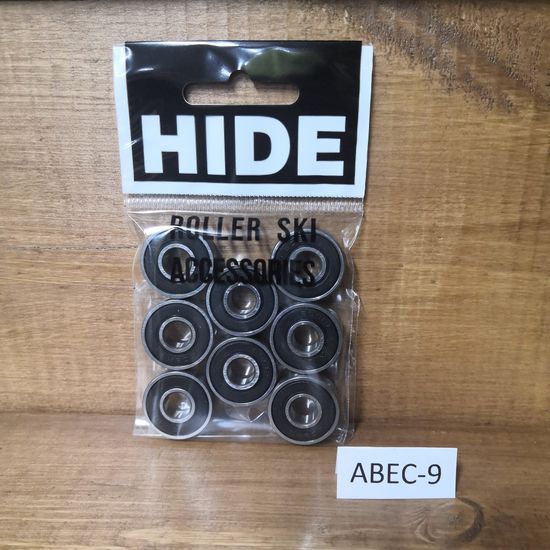 HIDE
ROLLER SKI
ACCESSORIES
ABEC-9